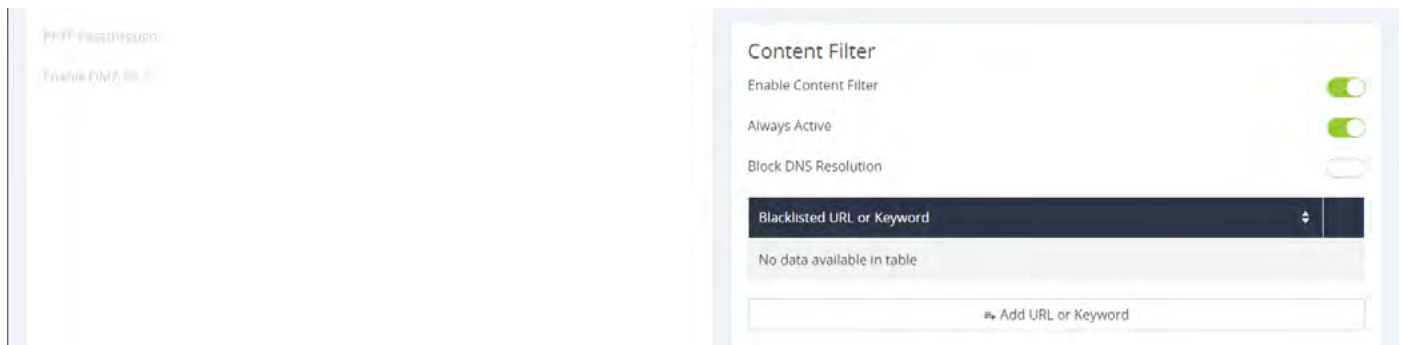 Content Filter
Enable Content Filter
Always Active
Block DNS Resolution
Blacklisted URL or Keyword
No data available in table
Add URL or Keyword